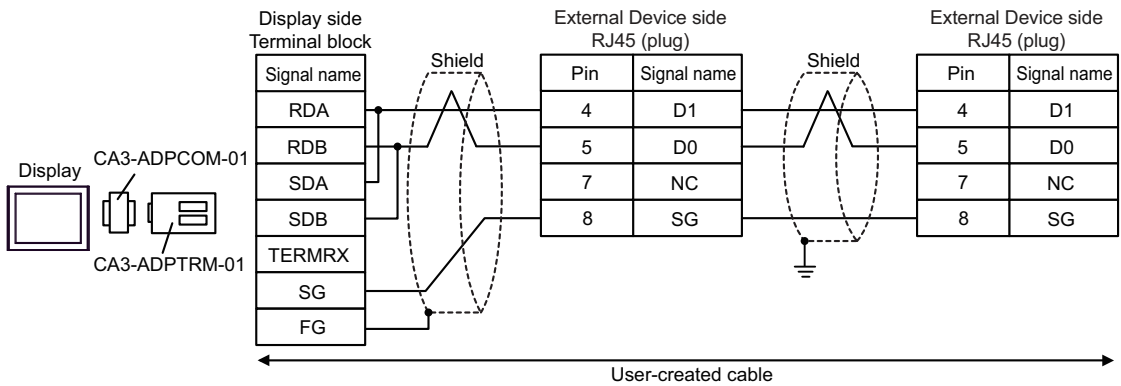 Display side
Terminal block
External Device side
RJ45 (plug)
External Device side
RJ45 (plug)
Signal name
Shield
Pin
Signal name
Shield
Pin
Signal name
RDA
4
D1
4
D1
RDB
5
D0
5
D0
SDA
7
NC
7
NC
SDB
8
SG
8
SG
TERMRX
SG
FG
Display
CA3-ADPCOM-01
CA3-ADPTRM-01
User-created cable